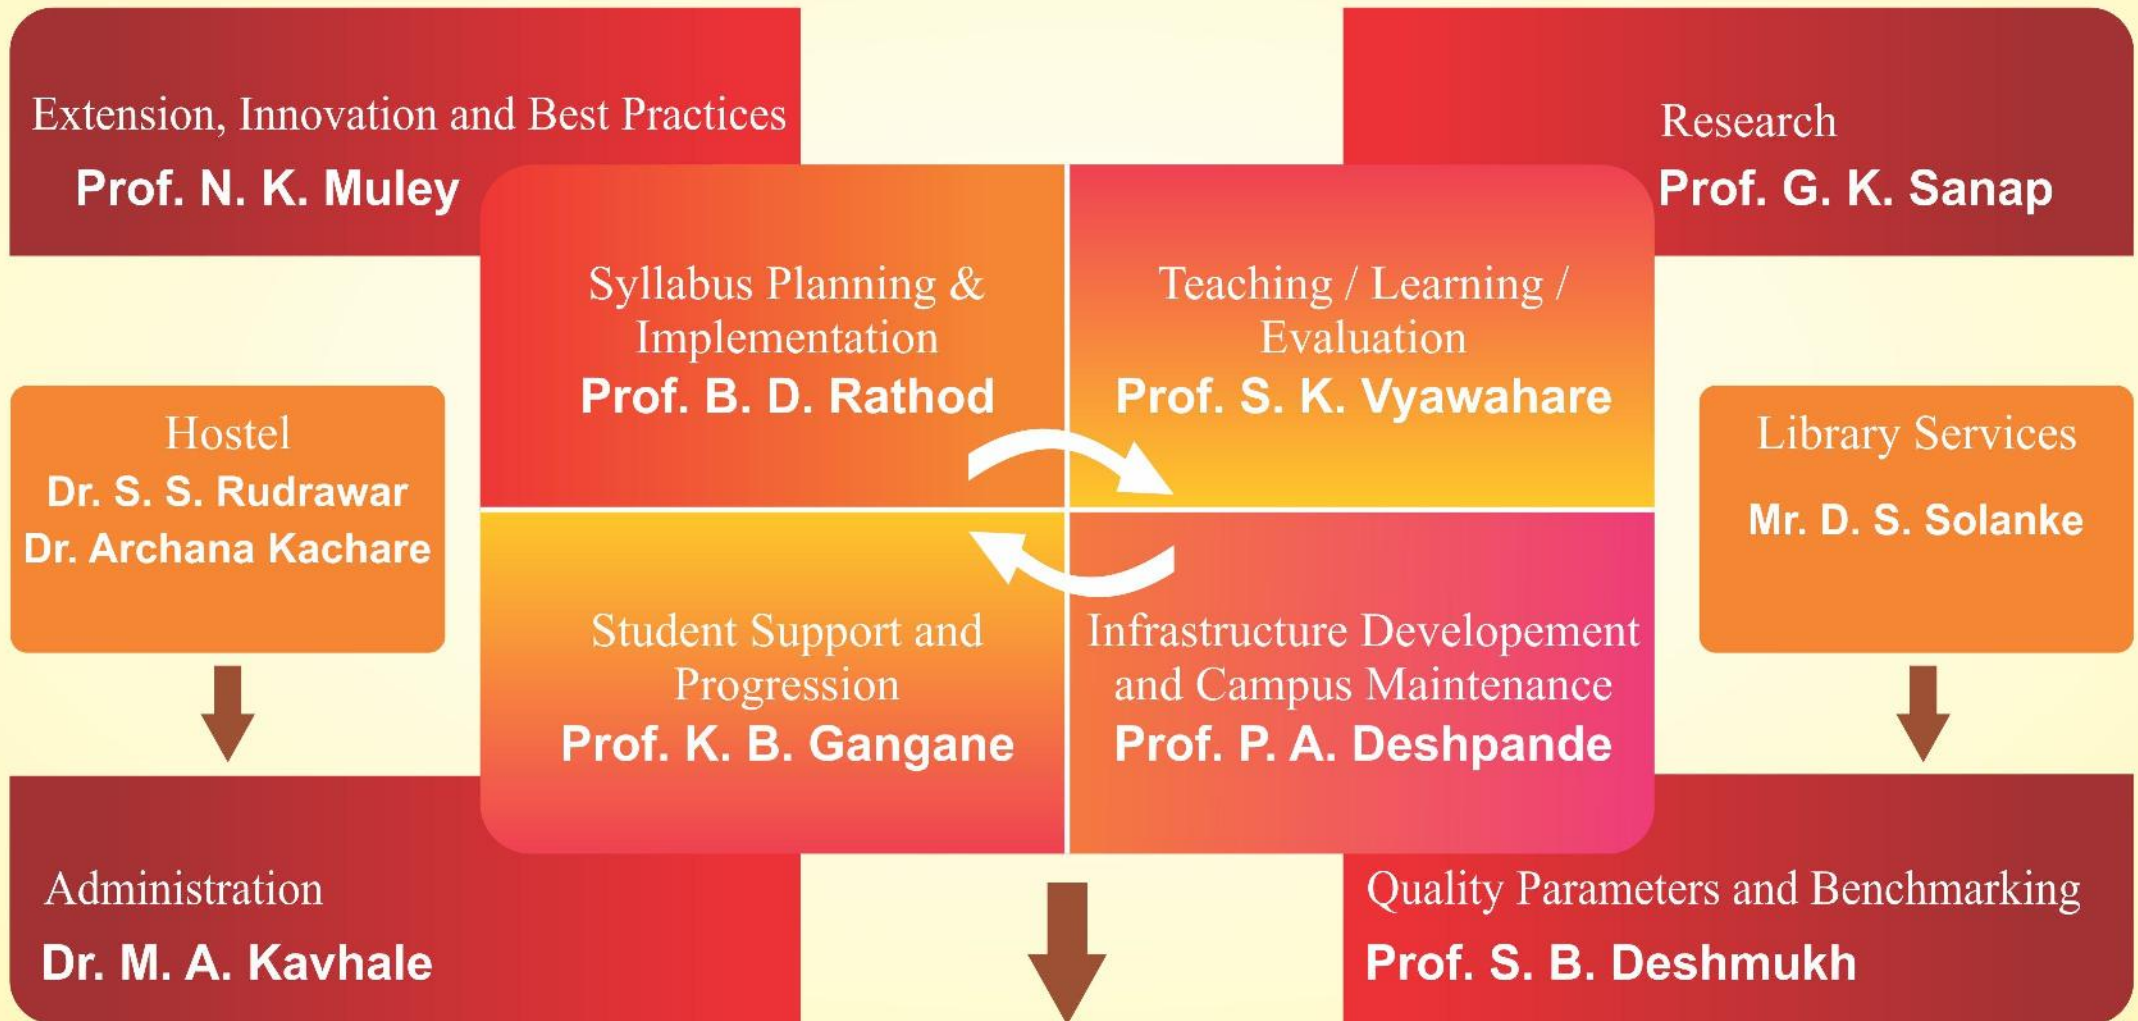 Extension, Innovation and Best Practices
Prof. N. K. Muley
Research
Prof. G. K. Sanap
Syllabus Planning &
Implementation
Prof. B. D. Rathod
Teaching / Learning /
Evaluation
Prof. S. K. Vyawahare
Hostel
Dr. S. S. Rudrawar
Dr. Archana Kachare
Library Services
Mr. D. S. Solanke
Student Support and
Progression
Prof. K. B. Gangane
Infrastructure Developement
and Campus Maintenance
Prof. P. A. Deshpande
Administration
Dr. M. A. Kavhale
Quality Parameters and Benchmarking
Prof. S. B. Deshmukh